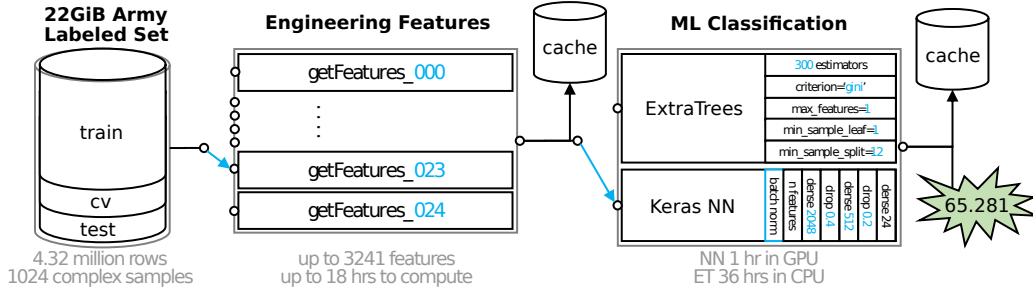 22GiB Army
Labeled Set
train
cv
test
4.32 million rows
1024 complex samples
Engineering Features
getFeatures_000
getFeatures_023
getFeatures_024
up to 3241 features
up to 18 hrs to compute
cache
ML Classification
ExtraTrees
300 estimators
criterion='gini'
max_features=1
min_sample_leaf=1
min_sample_split=12
Keras NN
batch norm
n features
dense 2048
drop 0.4
dense 512
drop 0.2
dense 24
NN 1 hr in GPU
ET 36 hrs in CPU
cache
65.281